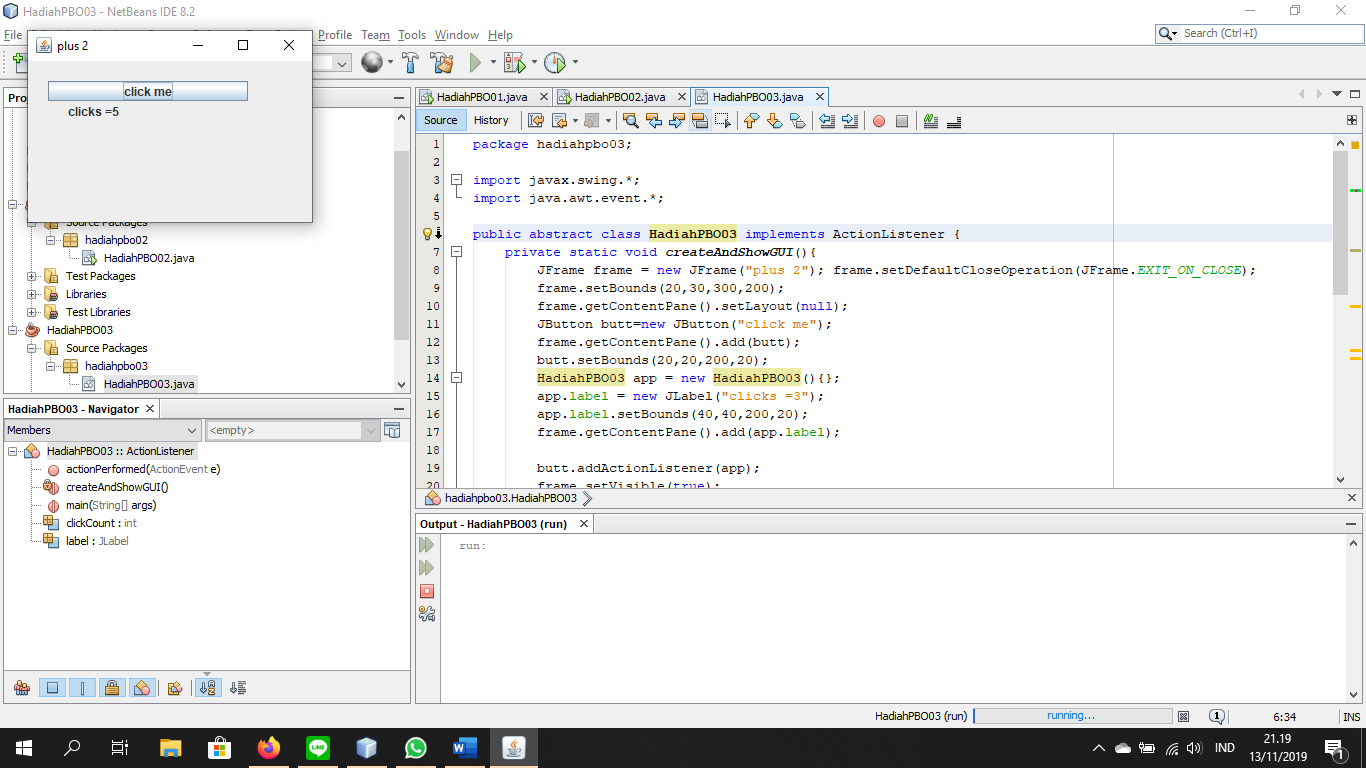 HadiahPBO03 - NetBeans IDE 8.2
File
Profile Team Tools Window Help
Search (Ctrl+I)
plus 2
click me
clicks =5
Source Packages
hadiahpbo02
HadiahPBO02.java
Test Packages
Libraries
Test Libraries
HadiahPBO03
Source Packages
hadiahpbo03
HadiahPBO03.java
HadiahPBO03 - Navigator
Members
<empty>
HadiahPBO03 :: ActionListener
actionPerformed(ActionEvent e)
createAndShowGUI()
main(String[] args)
clickCount : int
label : JLabel
HadiahPBO01.java HadiahPBO02.java HadiahPBO03.java
Source History
1 package hadiahpbo03;
2
3 import javax.swing.*;
4 import java.awt.event.*;
5
public abstract class HadiahPBO03 implements ActionListener {
7 private static void createAndShowGUI(){
8 JFrame frame = new JFrame("plus 2"); frame.setDefaultCloseOperation(JFrame.EXIT_ON_CLOSE);
9 frame.setBounds(20,30,300,200);
10 frame.getContentPane().setLayout(null);
11 JButton butt=new JButton("click me");
12 frame.getContentPane().add(butt);
13 butt.setBounds(20,20,200,20);
14 HadiahPBO03 app = new HadiahPBO03(){};
15 app.label = new JLabel("clicks =3");
16 app.label.setBounds(40,40,200,20);
17 frame.getContentPane().add(app.label);
18
19 butt.addActionListener(app);
20 frame.setVisible(true);
hadiahpbo03.HadiahPBO03
Output - HadiahPBO03 (run)
run:
HadiahPBO03 (run) running... 1 6:34 INS
IND 21.19
13/11/2019 1